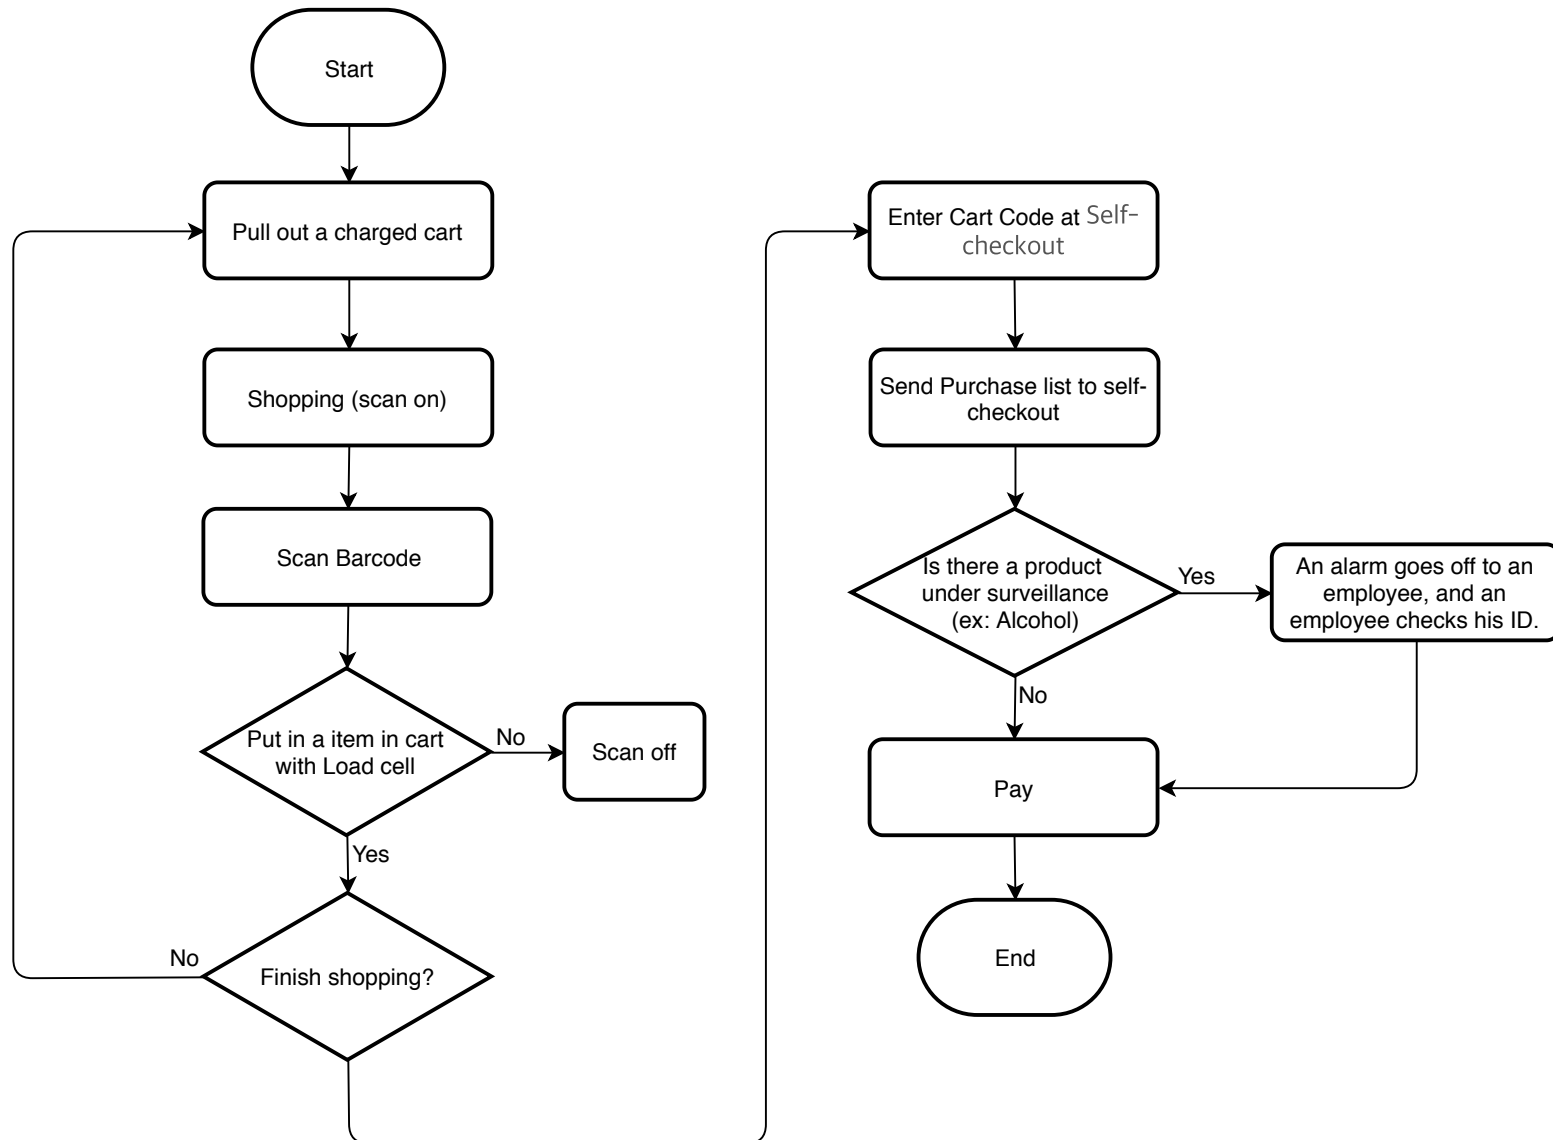 Start
Pull out a charged cart
Shopping (scan on)
Scan Barcode
Put in a item in cart
with Load cell
No
Scan off
Yes
Finish shopping?
No
Enter Cart Code at Self-
checkout
Send Purchase list to self-
checkout
Is there a product
under surveillance
(ex: Alcohol)
Yes
An alarm goes off to an
employee, and an
employee checks his ID.
No
Pay
End